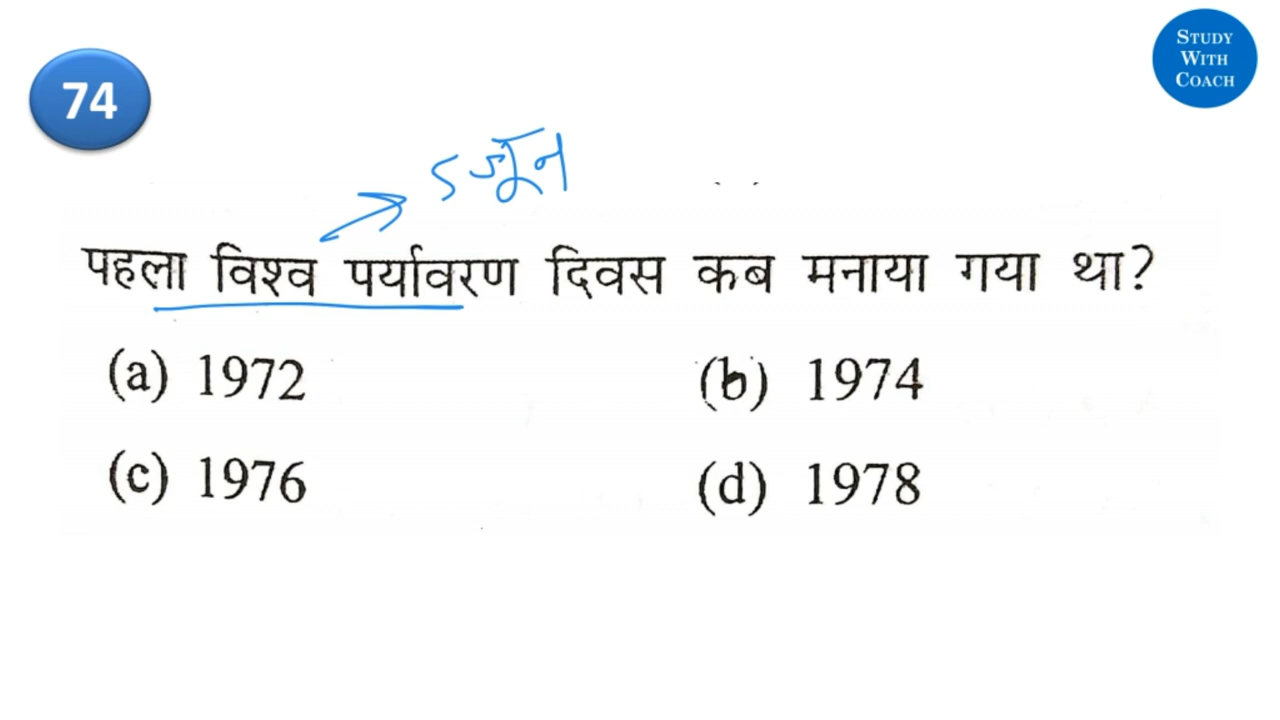 STUDY
WITH
COACH
74
5 जून
पहला विश्व पर्यावरण दिवस कब मनाया गया था?
(a) 1972
(b) 1974
(c) 1976
(d) 1978